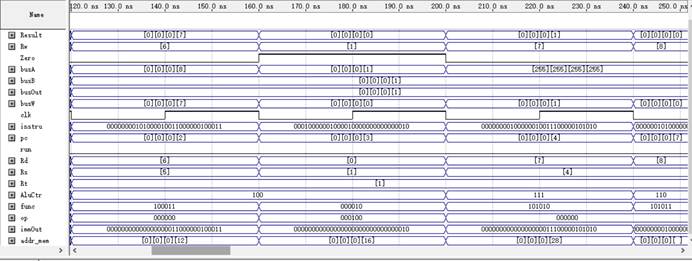 Name
120.0 ns 130.0 ns 140.0 ns 150.0 ns 160.0 ns 170.0 ns 180.0 ns 190.0 ns 200.0 ns 210.0 ns 220.0 ns 230.0 ns 240.0 ns 250.0 ns
Result [0][0][0][7] [0][0][0][0] [0][0][0][1] [0][0][0][0]
Rw [6] [1] [7] [8]
Zero
busA [0][0][0][8] [0][0][0][1] [255][255][255][255]
busB [0][0][0][1]
busOut [0][0][0][1]
busW [0][0][0][7] [0][0][0][0] [0][0][0][1] [0][0][0][0]
clk
instru
pc [0][0][0][2] [0][0][0][3] [0][0][0][4] [0][0][0][7]
run
Rd [6] [0] [7] [8]
Rs [5] [1] [4]
Rt [1]
AluCtr 100 111 110
func 100011 000010 101010 101011
op 000000 000100 000000
immOut
addr_mem [0][0][0][12] [0][0][0][16] [0][0][0][28] [0][0][0][ ]